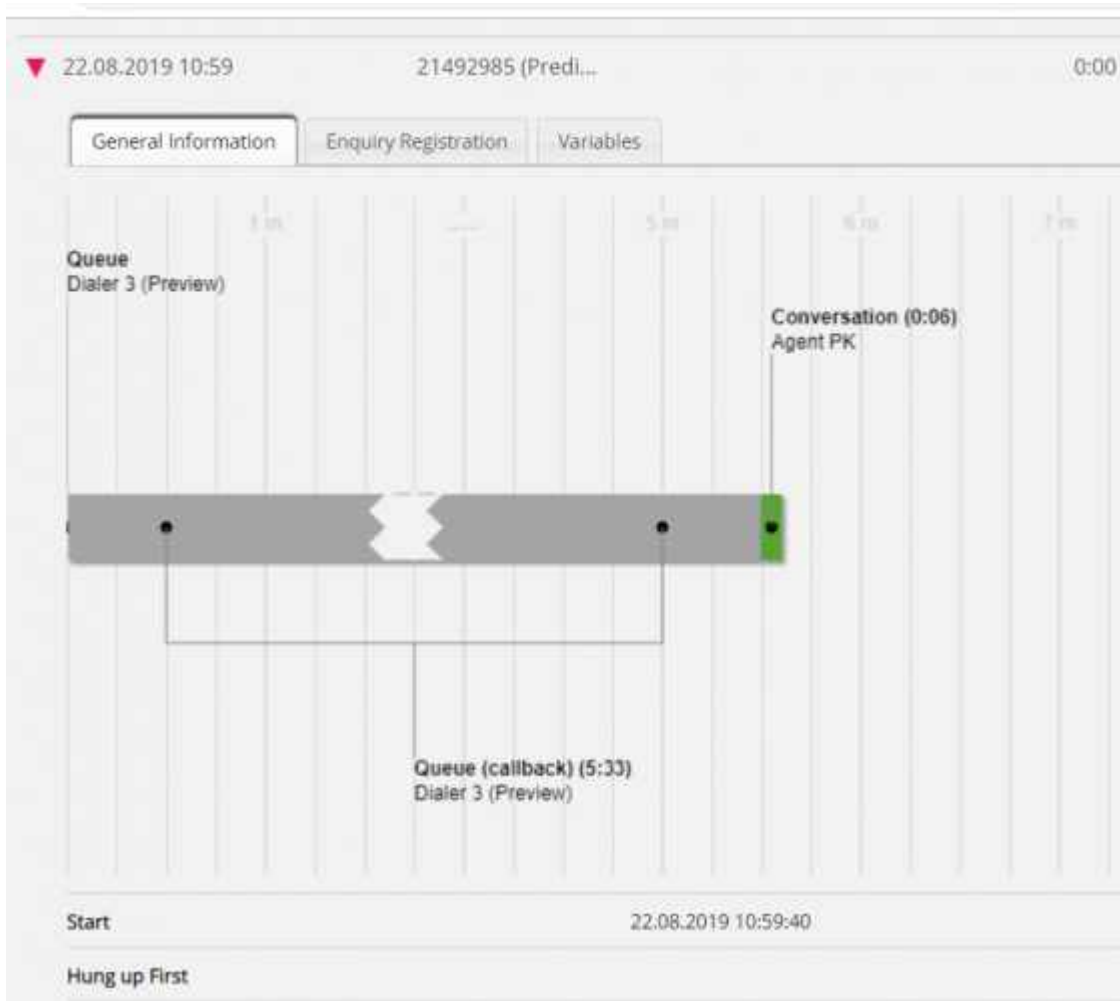 22.08.2019 10:59 21492985 (Predi... 0:00
General Information Enquiry Registration Variables
1 m 5 m 6 m 7 m
Queue
Dialer 3 (Preview)
Conversation (0:06)
Agent PK
Queue (callback) (5:33)
Dialer 3 (Preview)
Start 22.08.2019 10:59:40
Hung up First